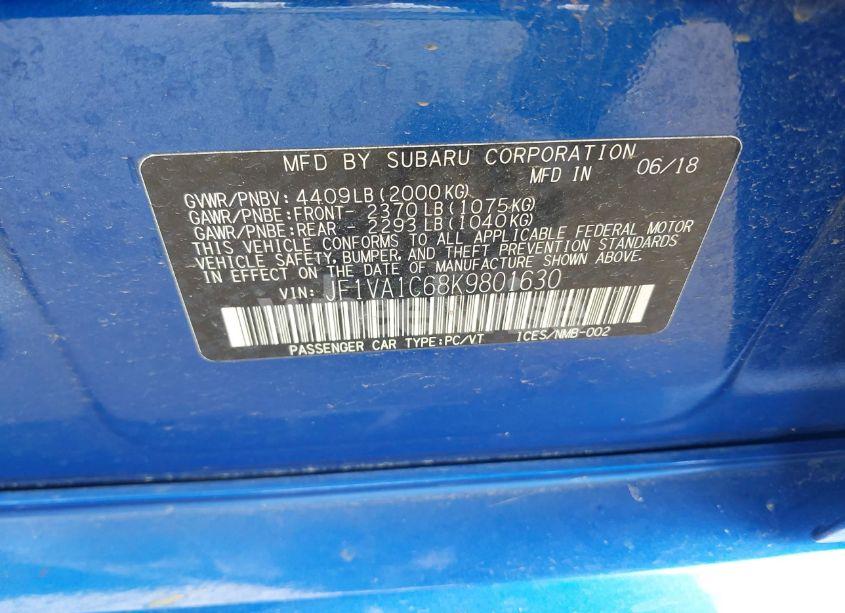 MFD BY SUBARU CORPORATION
MFD IN 06/18
GVWR/PNBV: 4409LB (2000KG)
GAWR/PNBE:FRONT- 2370 LB (1075KG)
GAWR/PNBE:REAR - 2293 LB (1040KG)
THIS VEHICLE CONFORMS TO ALL APPLICABLE FEDERAL MOTOR
VEHICLE SAFETY, BUMPER, AND THEFT PREVENTION STANDARDS
IN EFFECT ON THE DATE OF MANUFACTURE SHOWN ABOVE.
VIN: JF1VA1C68K9801630
PASSENGER CAR TYPE:PC/VT ICES/NMB-002